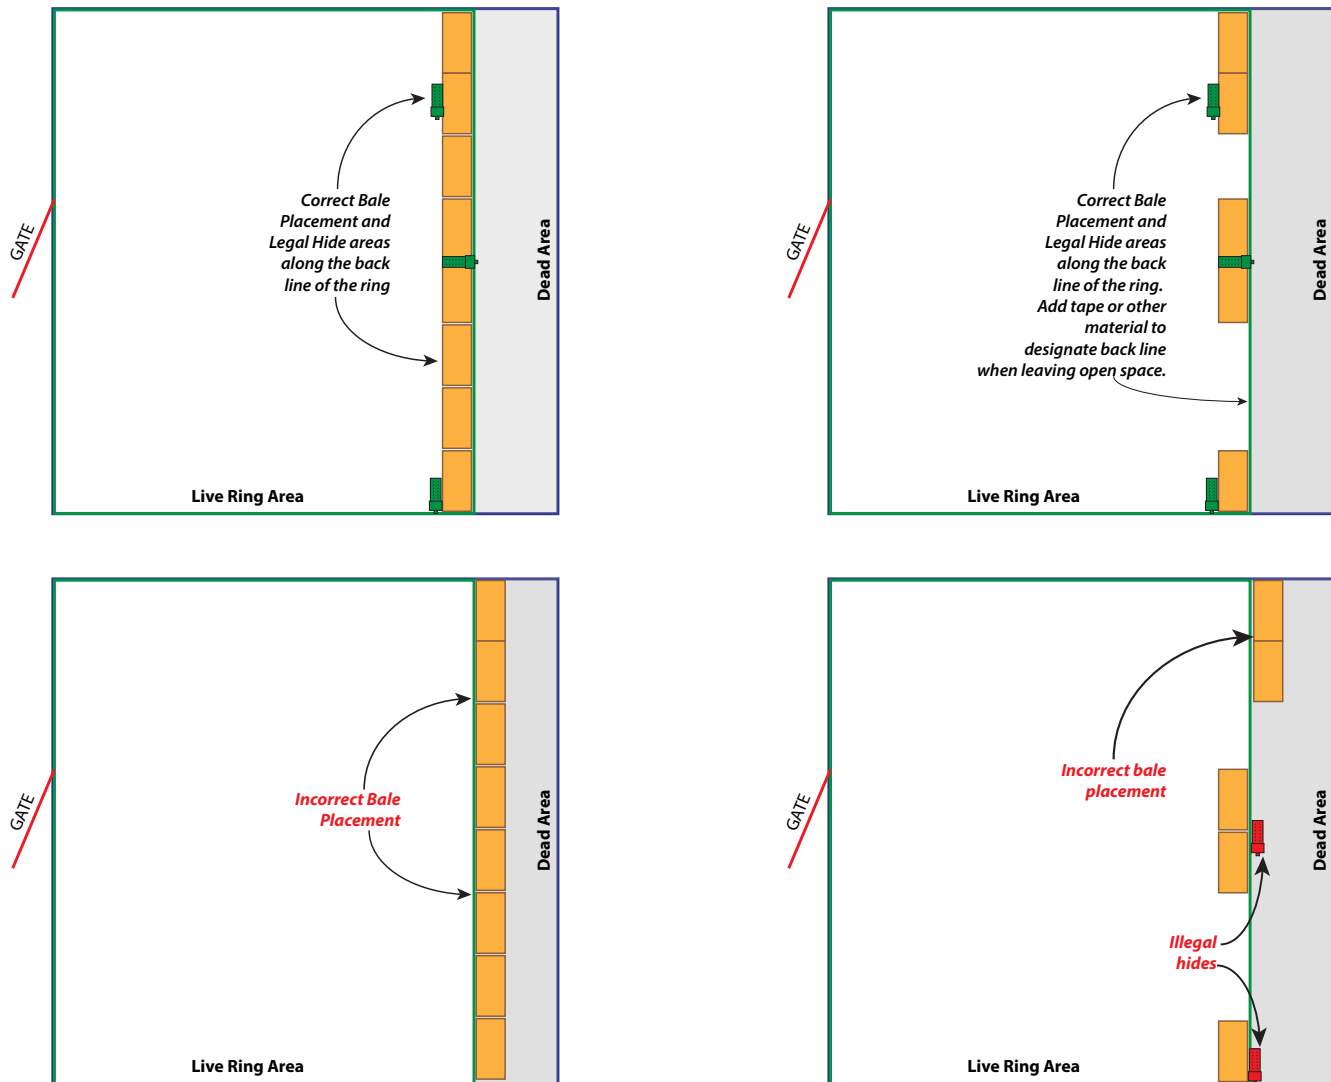 GATE
Correct Bale
Placement and
Legal Hide areas
along the back
line of the ring
Dead Area
Live Ring Area
GATE
Correct Bale
Placement and
Legal Hide areas
along the back
line of the ring.
Add tape or other
material to
designate back line
when leaving open space.
Dead Area
Live Ring Area
GATE
Incorrect Bale
Placement
Dead Area
Live Ring Area
GATE
Incorrect bale
placement
Illegal
hides
Dead Area
Live Ring Area